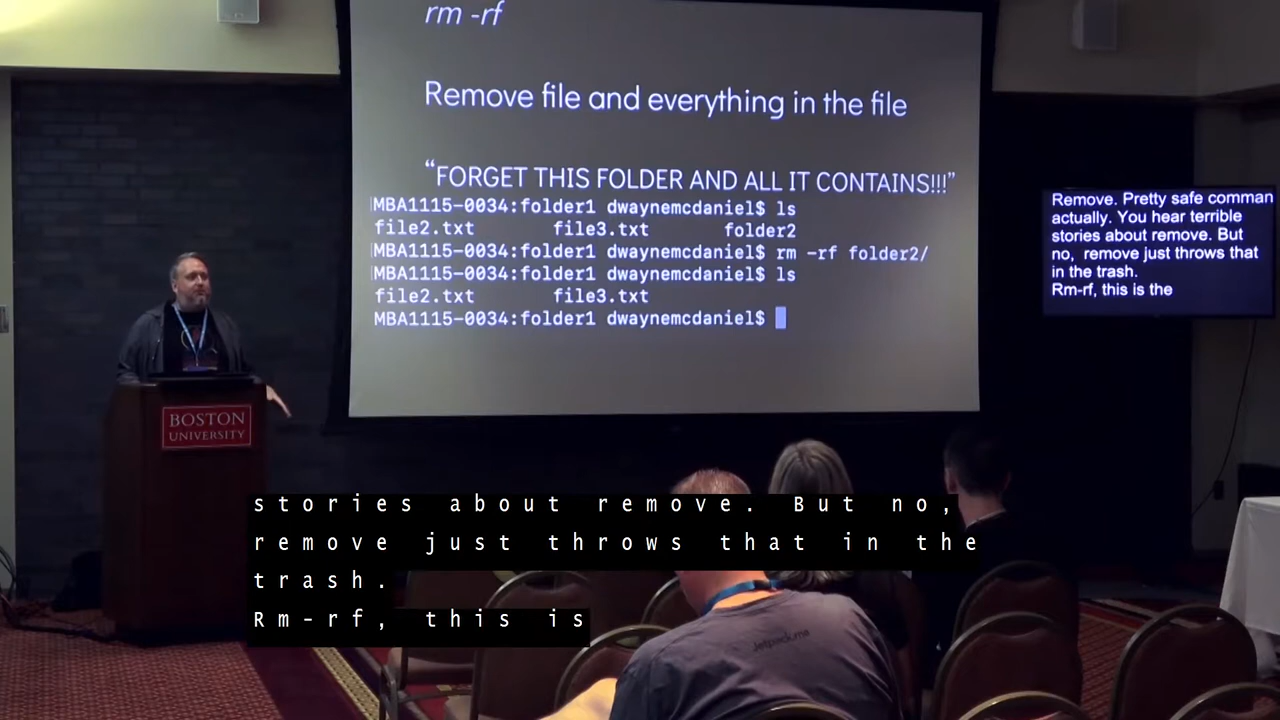 rm -rf
Remove file and everything in the file
“FORGET THIS FOLDER AND ALL IT CONTAINS!!!”
MBA1115-0034:folder1 dwaynemcdaniel$ ls
file2.txt file3.txt folder2
MBA1115-0034:folder1 dwaynemcdaniel$ rm -rf folder2/
MBA1115-0034:folder1 dwaynemcdaniel$ ls
file2.txt file3.txt
MBA1115-0034:folder1 dwaynemcdaniel$
Remove. Pretty safe comman
actually. You hear terrible
stories about remove. But
no, remove just throws that
in the trash.
Rm-rf, this is the
BOSTON
UNIVERSITY
stories about remove. But no,
remove just throws that in the
trash.
Rm-rf, this is
Jetpack.me